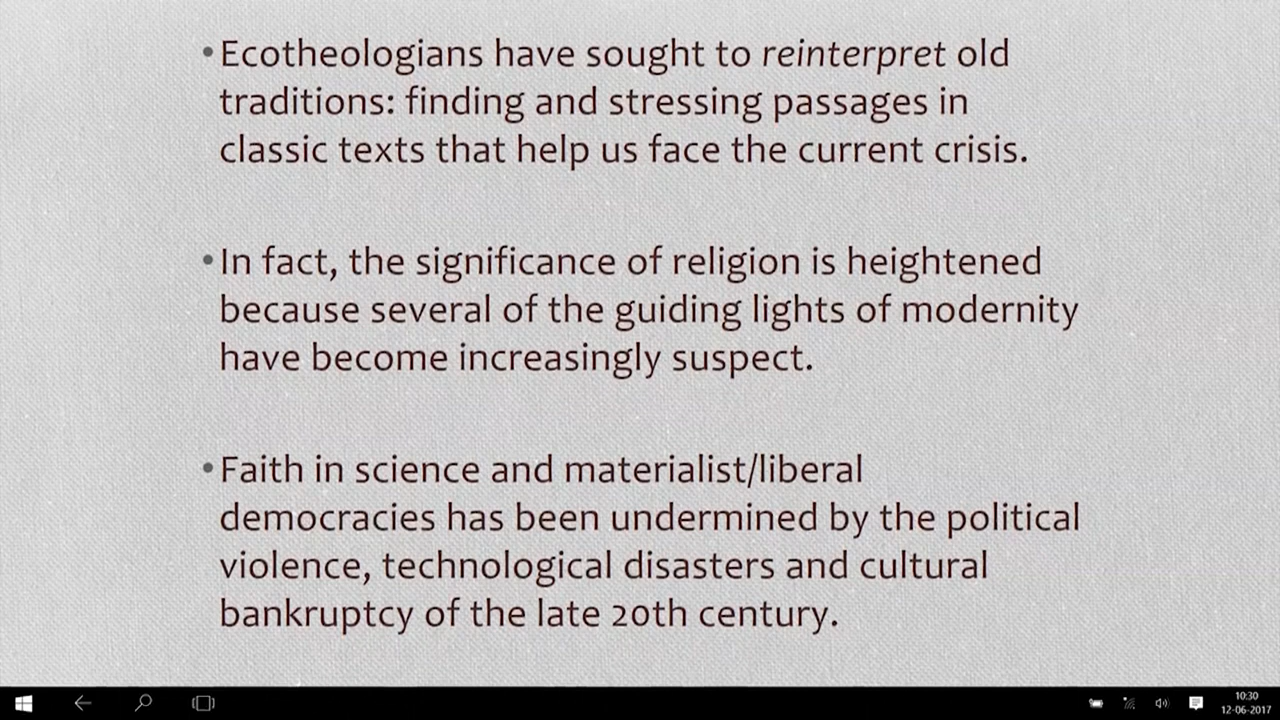 •Ecotheologians have sought to reinterpret old
traditions: finding and stressing passages in
classic texts that help us face the current crisis.
•In fact, the significance of religion is heightened
because several of the guiding lights of modernity
have become increasingly suspect.
•Faith in science and materialist/liberal
democracies has been undermined by the political
violence, technological disasters and cultural
bankruptcy of the late 20th century.
10:30
12-06-2017